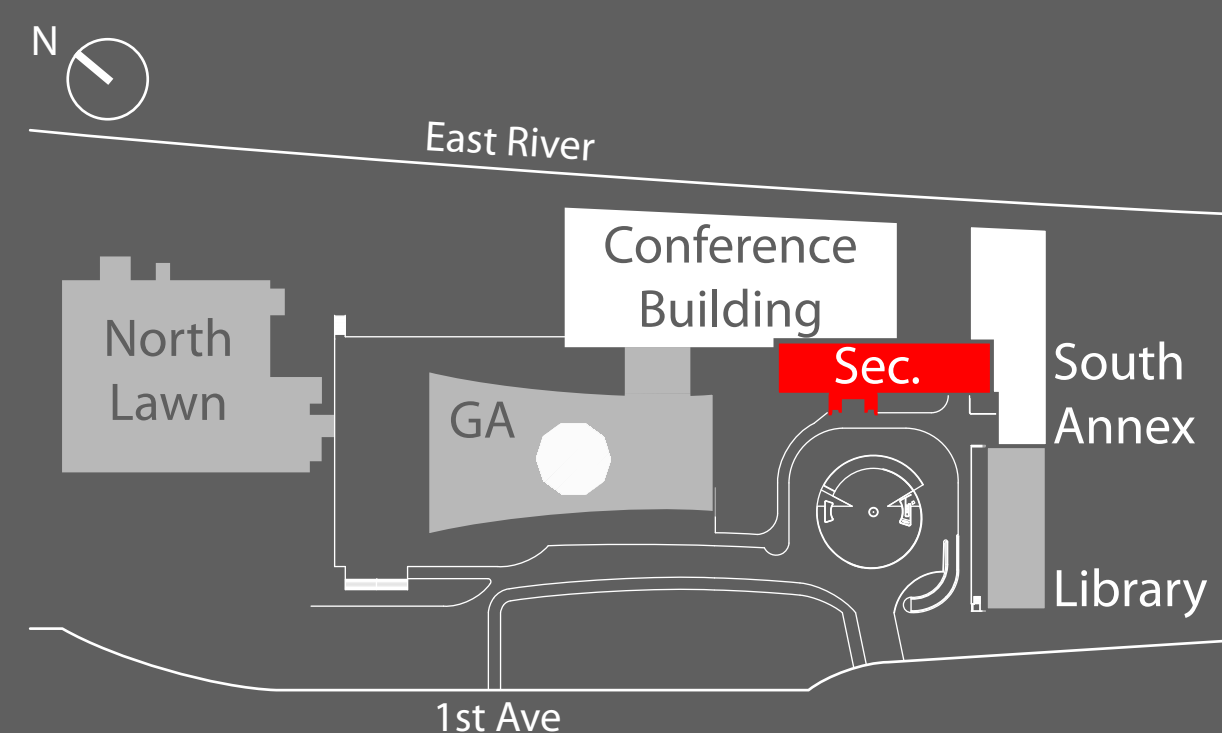 N
East River
Conference
Building
North
Lawn
GA
Sec.
South
Annex
Library
1st Ave